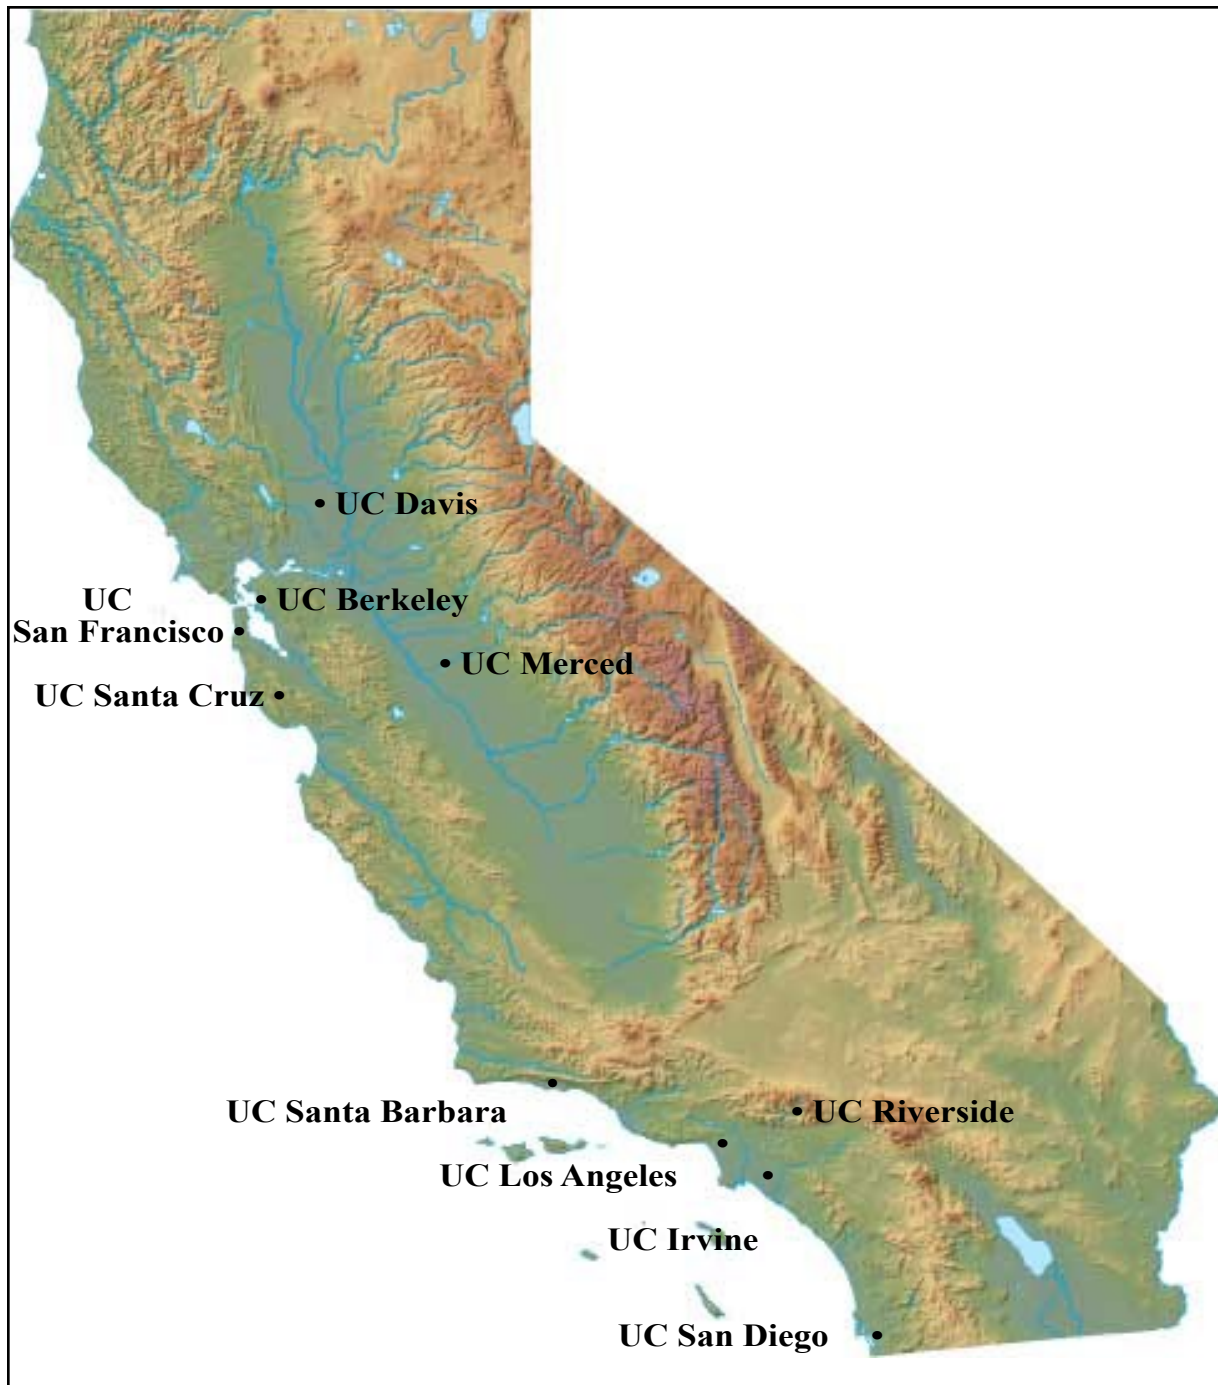 • UC Davis
UC
• UC Berkeley
San Francisco •
• UC Merced
UC Santa Cruz •
UC Santa Barbara
• UC Riverside
UC Los Angeles
UC Irvine
UC San Diego •